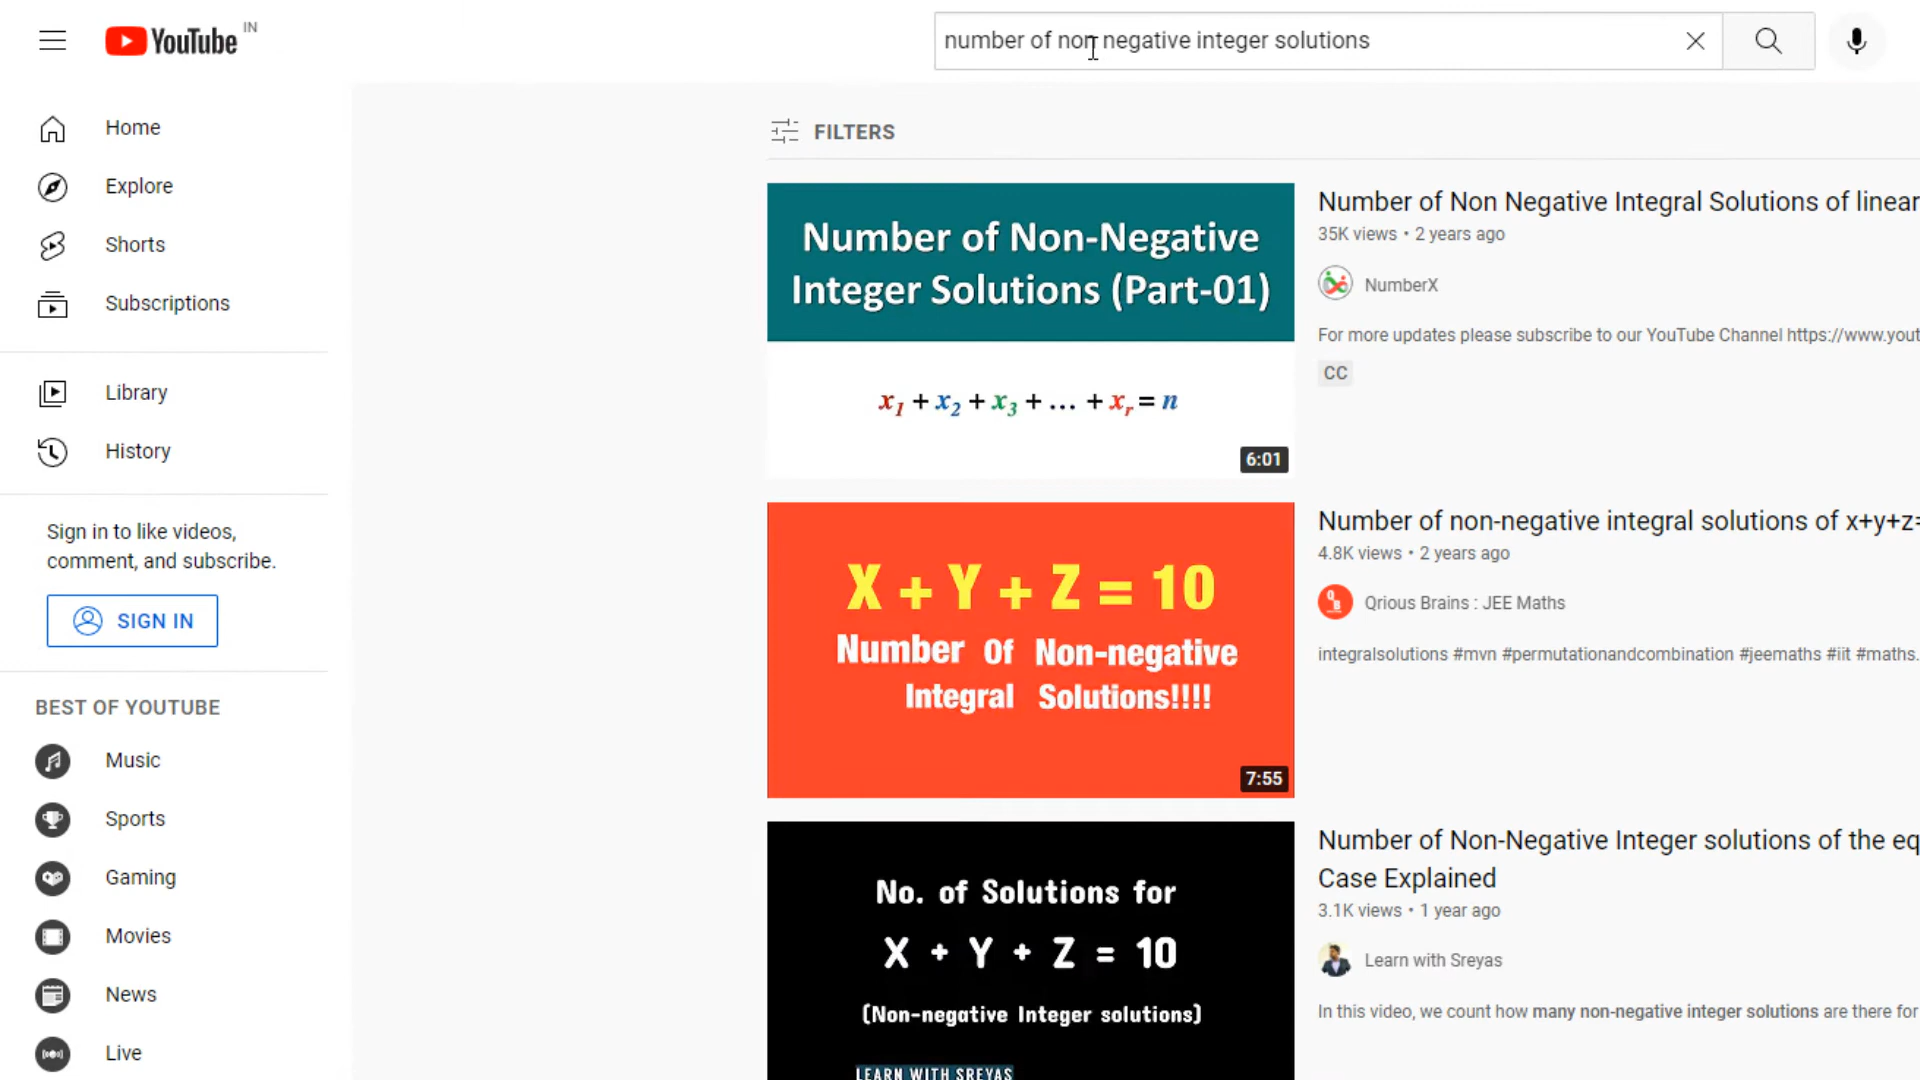 YouTube IN
number of non negative integer solutions
Home
Explore
Shorts
Subscriptions
Library
History
Sign in to like videos,
comment, and subscribe.
SIGN IN
BEST OF YOUTUBE
Music
Sports
Gaming
Movies
News
Live
FILTERS
Number of Non-Negative
Integer Solutions (Part-01)
x1 + x2 + x3 + ... + xr = n
6:01
Number of Non Negative Integral Solutions of linear
35K views • 2 years ago
NumberX
For more updates please subscribe to our YouTube Channel https://www.yout
CC
X + Y + Z = 10
Number Of Non-negative
Integral Solutions!!!!
7:55
Number of non-negative integral solutions of x+y+z=
4.8K views • 2 years ago
Qrious Brains : JEE Maths
integralsolutions #mvn #permutationandcombination #jeemaths #iit #maths.
No. of Solutions for
X + Y + Z = 10
(Non-negative Integer solutions)
LEARN WITH SREYAS
Number of Non-Negative Integer solutions of the eq
Case Explained
3.1K views • 1 year ago
Learn with Sreyas
In this video, we count how many non-negative integer solutions are there for